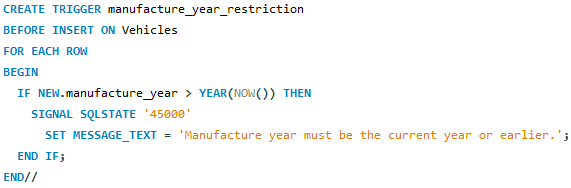 CREATE TRIGGER manufacture_year_restriction
BEFORE INSERT ON Vehicles
FOR EACH ROW
BEGIN
  IF NEW.manufacture_year > YEAR(NOW()) THEN
    SIGNAL SQLSTATE '45000'
      SET MESSAGE_TEXT = 'Manufacture year must be the current year or earlier.';
  END IF;
END//